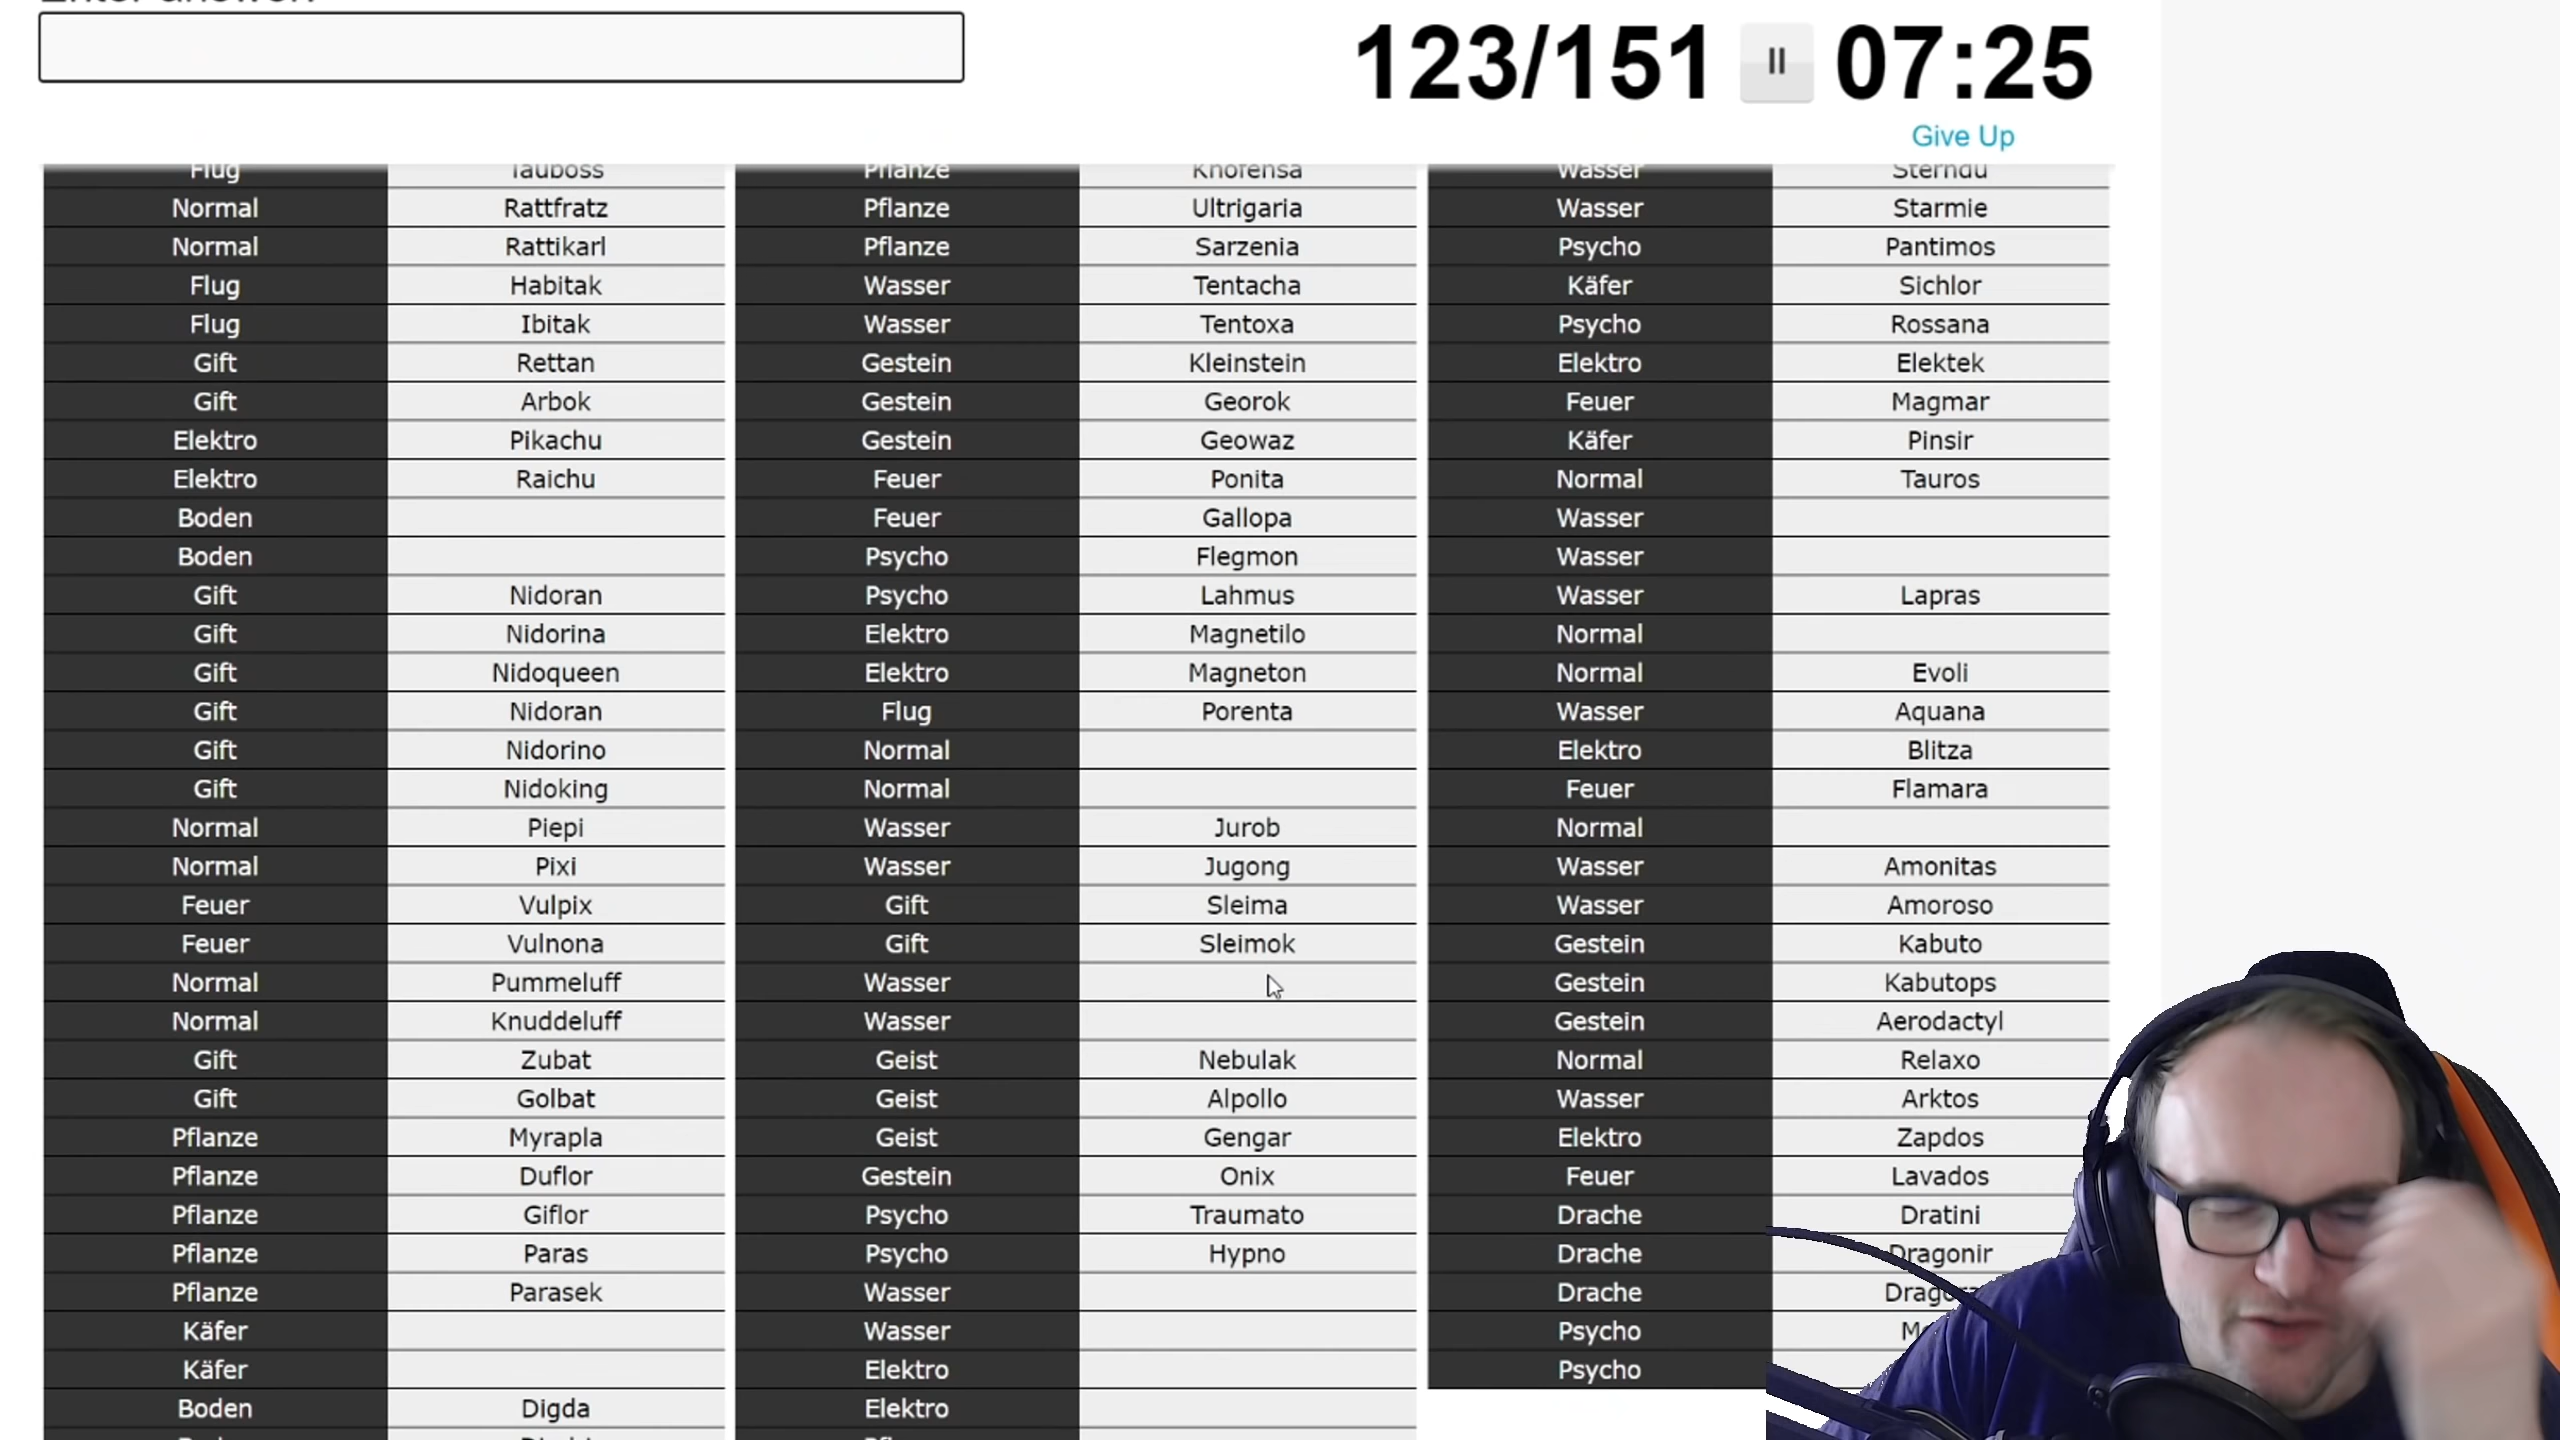 123/151 07:25
Give Up
Flug Tauboss Pflanze Knofensa Wasser Sterndu
Normal Rattfratz Pflanze Ultrigaria Wasser Starmie
Normal Rattikarl Pflanze Sarzenia Psycho Pantimos
Flug Habitak Wasser Tentacha Käfer Sichlor
Flug Ibitak Wasser Tentoxa Psycho Rossana
Gift Rettan Gestein Kleinstein Elektro Elektek
Gift Arbok Gestein Georok Feuer Magmar
Elektro Pikachu Gestein Geowaz Käfer Pinsir
Elektro Raichu Feuer Ponita Normal Tauros
Boden Feuer Gallopa Wasser
Boden Psycho Flegmon Wasser
Gift Nidoran Psycho Lahmus Wasser Lapras
Gift Nidorina Elektro Magnetilo Normal
Gift Nidoqueen Elektro Magneton Normal Evoli
Gift Nidoran Flug Porenta Wasser Aquana
Gift Nidorino Normal Elektro Blitza
Gift Nidoking Normal Feuer Flamara
Normal Piepi Wasser Jurob Normal
Normal Pixi Wasser Jugong Wasser Amonitas
Feuer Vulpix Gift Sleima Wasser Amoroso
Feuer Vulnona Gift Sleimok Gestein Kabuto
Normal Pummeluff Wasser Gestein Kabutops
Normal Knuddeluff Wasser Gestein Aerodactyl
Gift Zubat Geist Nebulak Normal Relaxo
Gift Golbat Geist Alpollo Wasser Arktos
Pflanze Myrapla Geist Gengar Elektro Zapdos
Pflanze Duflor Gestein Onix Feuer Lavados
Pflanze Giflor Psycho Traumato Drache Dratini
Pflanze Paras Psycho Hypno Drache Dragonir
Pflanze Parasek Wasser Drache
Käfer Wasser Psycho
Käfer Elektro Psycho
Boden Digda Elektro